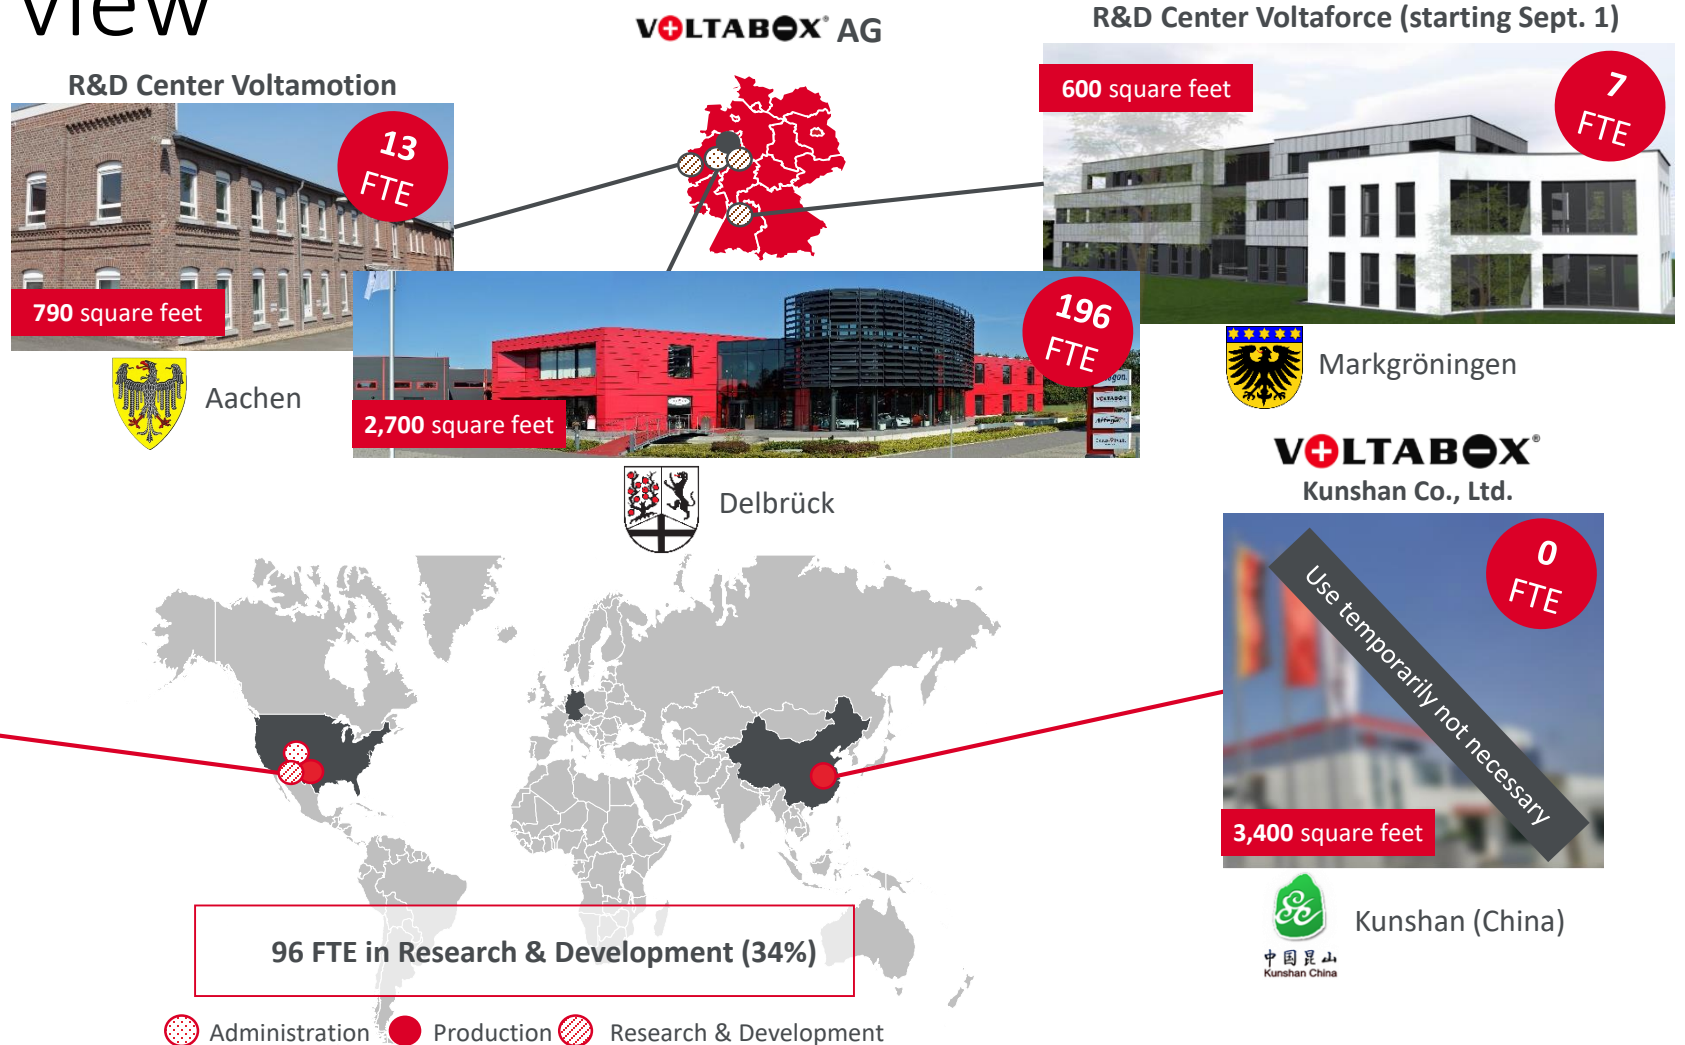 view
VOLTABOX® AG
R&D Center Voltaforce (starting Sept. 1)
R&D Center Voltamotion
600 square feet
7
FTE
13
FTE
790 square feet
196
FTE
VOLTABOX
2,700 square feet
Aachen
Markgröningen
Delbrück
VOLTABOX®
Kunshan Co., Ltd.
0
FTE
Use temporarily not necessary
3,400 square feet
Kunshan (China)
中国昆山
Kunshan China
96 FTE in Research & Development (34%)
Administration
Production
Research & Development